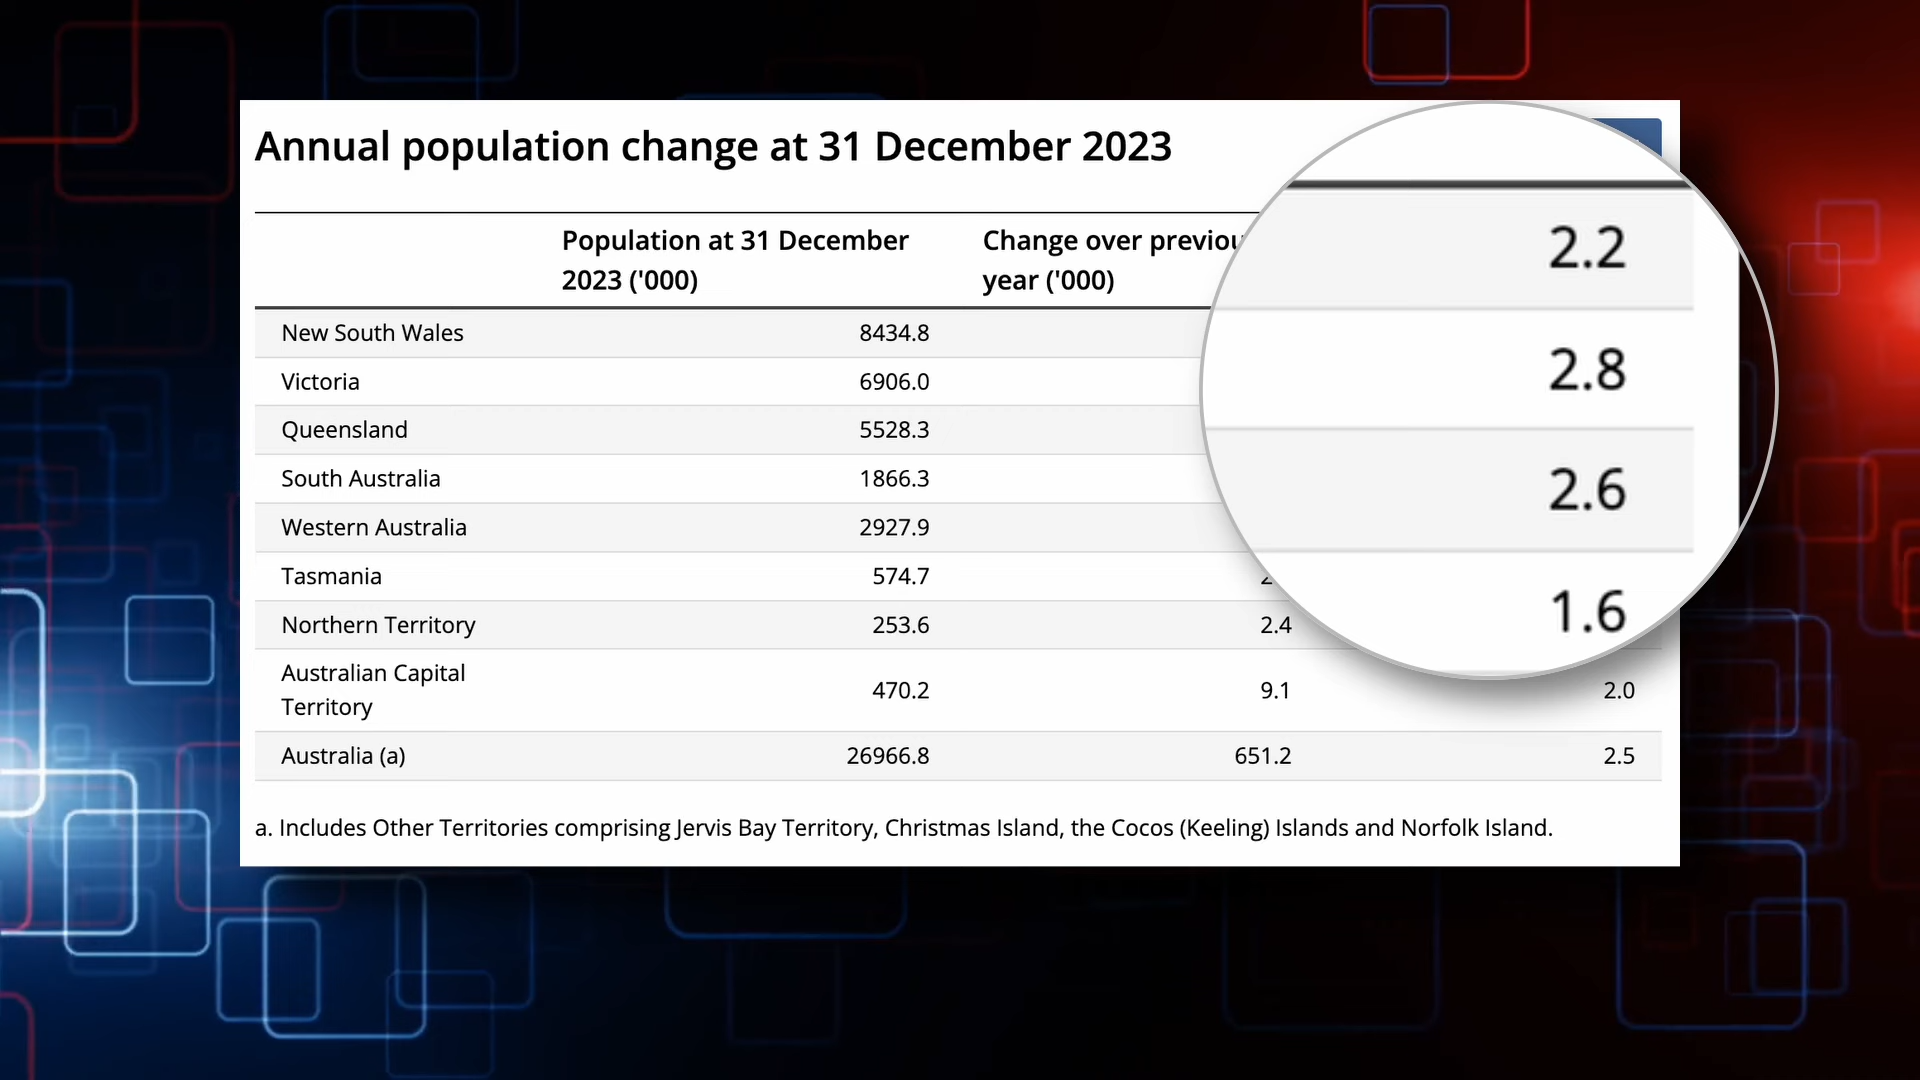 Annual population change at 31 December 2023
Population at 31 December 2023 ('000) Change over previou year ('000)
New South Wales 8434.8 2.2
Victoria 6906.0 2.8
Queensland 5528.3 2.6
South Australia 1866.3 1.6
Western Australia 2927.9
Tasmania 574.7
Northern Territory 253.6 2.4
Australian Capital Territory 470.2 9.1 2.0
Australia (a) 26966.8 651.2 2.5
a. Includes Other Territories comprising Jervis Bay Territory, Christmas Island, the Cocos (Keeling) Islands and Norfolk Island.